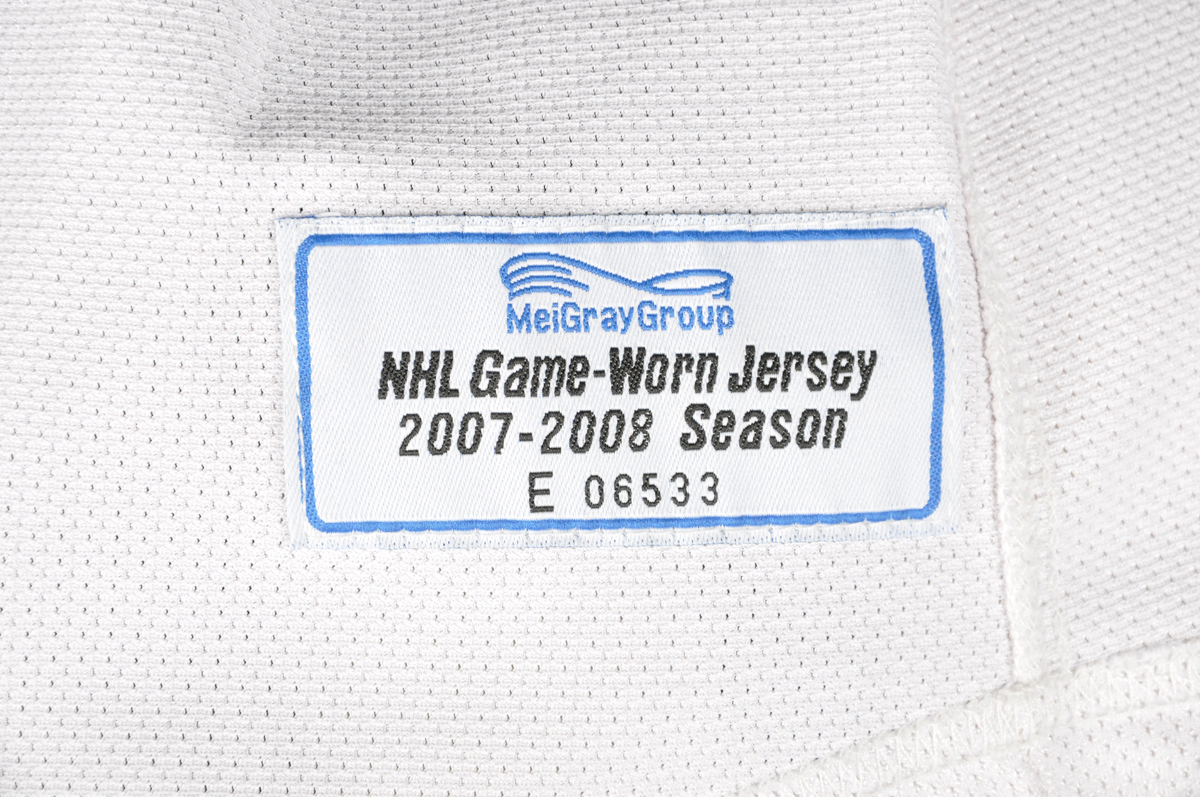 MeiGrayGroup
NHL Game-Worn Jersey
2007-2008 Season
E 06533